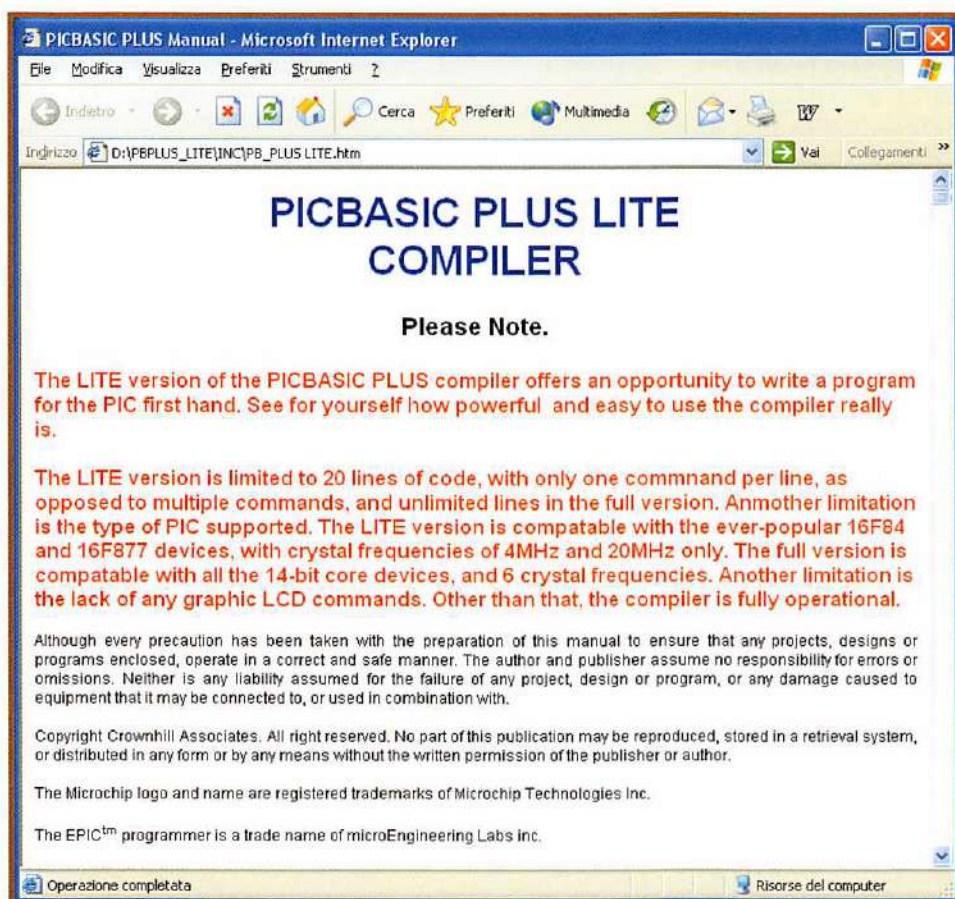 PICBASIC PLUS Manual - Microsoft Internet Explorer
File Modifica Visualizza Preferiti Strumenti ?
Indietro Cerca Preferiti Multimedia
Indirizzo D:\PBPLUS_LITE\INC\PB_PLUS LITE.htm Vai Collegamenti »
PICBASIC PLUS LITE
COMPILER
Please Note.
The LITE version of the PICBASIC PLUS compiler offers an opportunity to write a program
for the PIC first hand. See for yourself how powerful and easy to use the compiler really
is.
The LITE version is limited to 20 lines of code, with only one commnand per line, as
opposed to multiple commands, and unlimited lines in the full version. Anmother limitation
is the type of PIC supported. The LITE version is compatable with the ever-popular 16F84
and 16F877 devices, with crystal frequencies of 4MHz and 20MHz only. The full version is
compatable with all the 14-bit core devices, and 6 crystal frequencies. Another limitation is
the lack of any graphic LCD commands. Other than that, the compiler is fully operational.
Although every precaution has been taken with the preparation of this manual to ensure that any projects, designs or
programs enclosed, operate in a correct and safe manner. The author and publisher assume no responsibility for errors or
omissions. Neither is any liability assumed for the failure of any project, design or program, or any damage caused to
equipment that it may be connected to, or used in combination with.
Copyright Crownhill Associates. All right reserved. No part of this publication may be reproduced, stored in a retrieval system,
or distributed in any form or by any means without the written permission of the publisher or author.
The Microchip logo and name are registered trademarks of Microchip Technologies Inc.
The EPICtm programmer is a trade name of microEngineering Labs inc.
Operazione completata Risorse del computer